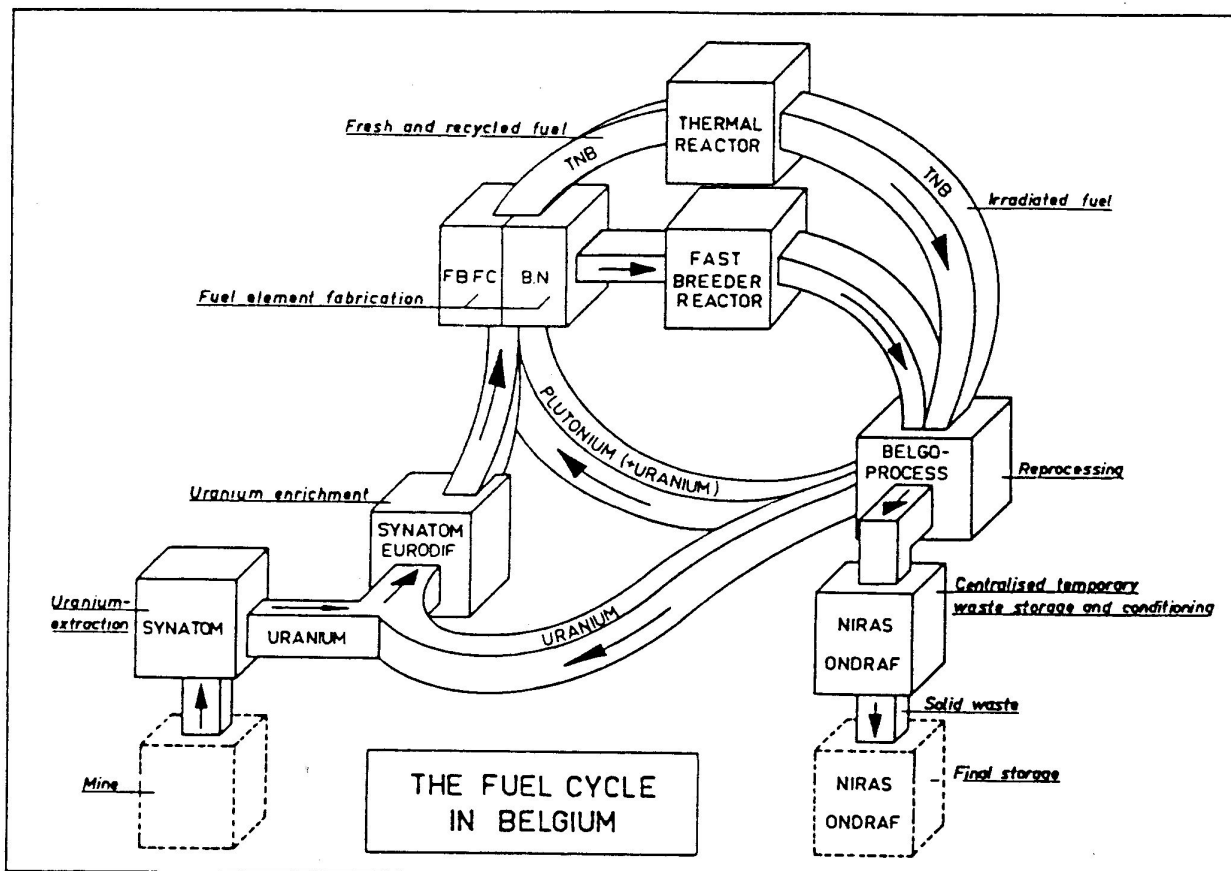 Fresh and recycled fuel
TNB
THERMAL
REACTOR
TNB
Irradiated fuel
FBFC
B.N
FAST
BREEDER
REACTOR
Fuel element fabrication
PLUTONIUM (+URANIUM)
BELGO-
PROCESS
Reprocessing
Uranium enrichment
SYNATOM
EURODIF
Uranium-
extraction
SYNATOM
URANIUM
URANIUM
Centralised temporary
waste storage and conditioning
NIRAS
ONDRAF
Solid waste
Mine
THE FUEL CYCLE
IN BELGIUM
NIRAS
ONDRAF
Final storage